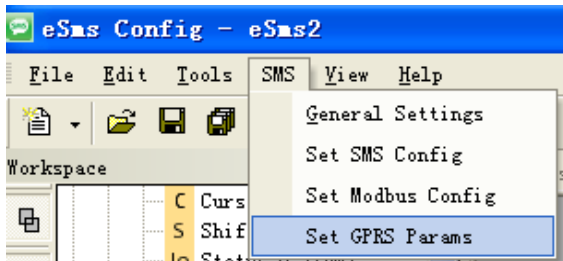 eSms Config - eSms2
File Edit Tools SMS View Help
General Settings
Set SMS Config
Workspace
Set Modbus Config
C Curs
S Shif
Set GPRS Params